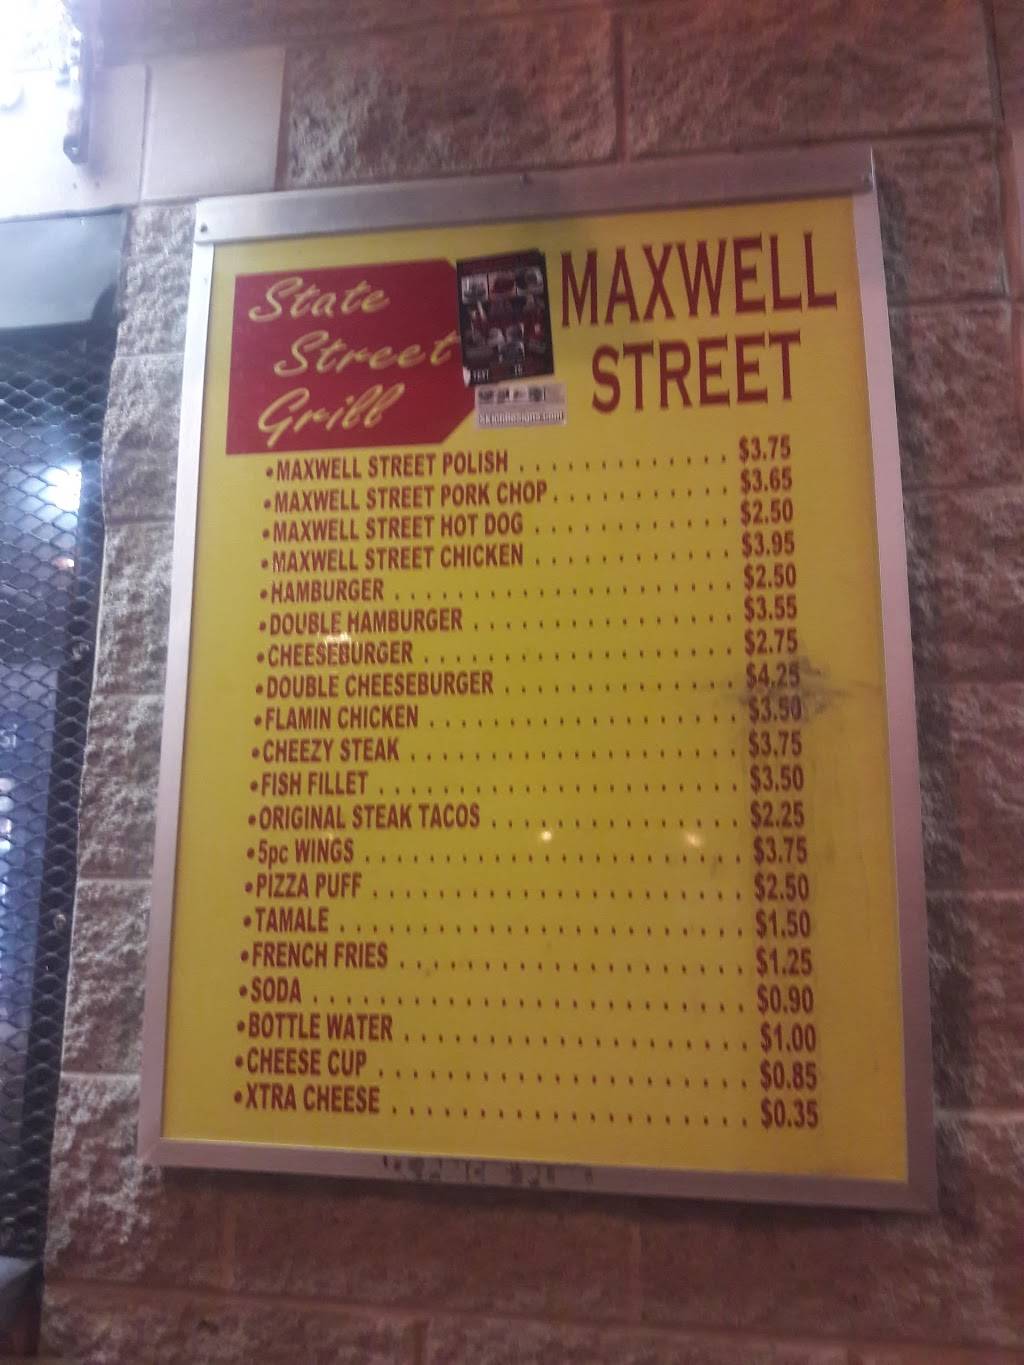 State
Street
Grill
MAXWELL
STREET
TEXT
•MAXWELL STREET POLISH . . . . . . . . . . . . . $3.75
•MAXWELL STREET PORK CHOP. . . . . . . . . . . $3.65
•MAXWELL STREET HOT DOG . . . . . . . . . . . . $2.50
•MAXWELL STREET CHICKEN . . . . . . . . . . . . $3.95
•HAMBURGER . . . . . . . . . . . . . . . . . . . . $2.50
•DOUBLE HAMBURGER . . . . . . . . . . . . . . . $3.55
•CHEESEBURGER . . . . . . . . . . . . . . . . . . $2.75
•DOUBLE CHEESEBURGER . . . . . . . . . . . . . $4.25
•FLAMIN CHICKEN . . . . . . . . . . . . . . . . . $3.50
•CHEEZY STEAK . . . . . . . . . . . . . . . . . . $3.75
•FISH FILLET . . . . . . . . . . . . . . . . . . . . $3.50
•ORIGINAL STEAK TACOS . . . . . . . . . . . . . . $2.25
•5pc WINGS . . . . . . . . . . . . . . . . . . . . . $3.75
•PIZZA PUFF . . . . . . . . . . . . . . . . . . . . $2.50
•TAMALE . . . . . . . . . . . . . . . . . . . . . . . $1.50
•FRENCH FRIES . . . . . . . . . . . . . . . . . . . $1.25
•SODA . . . . . . . . . . . . . . . . . . . . . . . . $0.90
•BOTTLE WATER . . . . . . . . . . . . . . . . . . . $1.00
•CHEESE CUP . . . . . . . . . . . . . . . . . . . . $0.85
•XTRA CHEESE . . . . . . . . . . . . . . . . . . . . $0.35